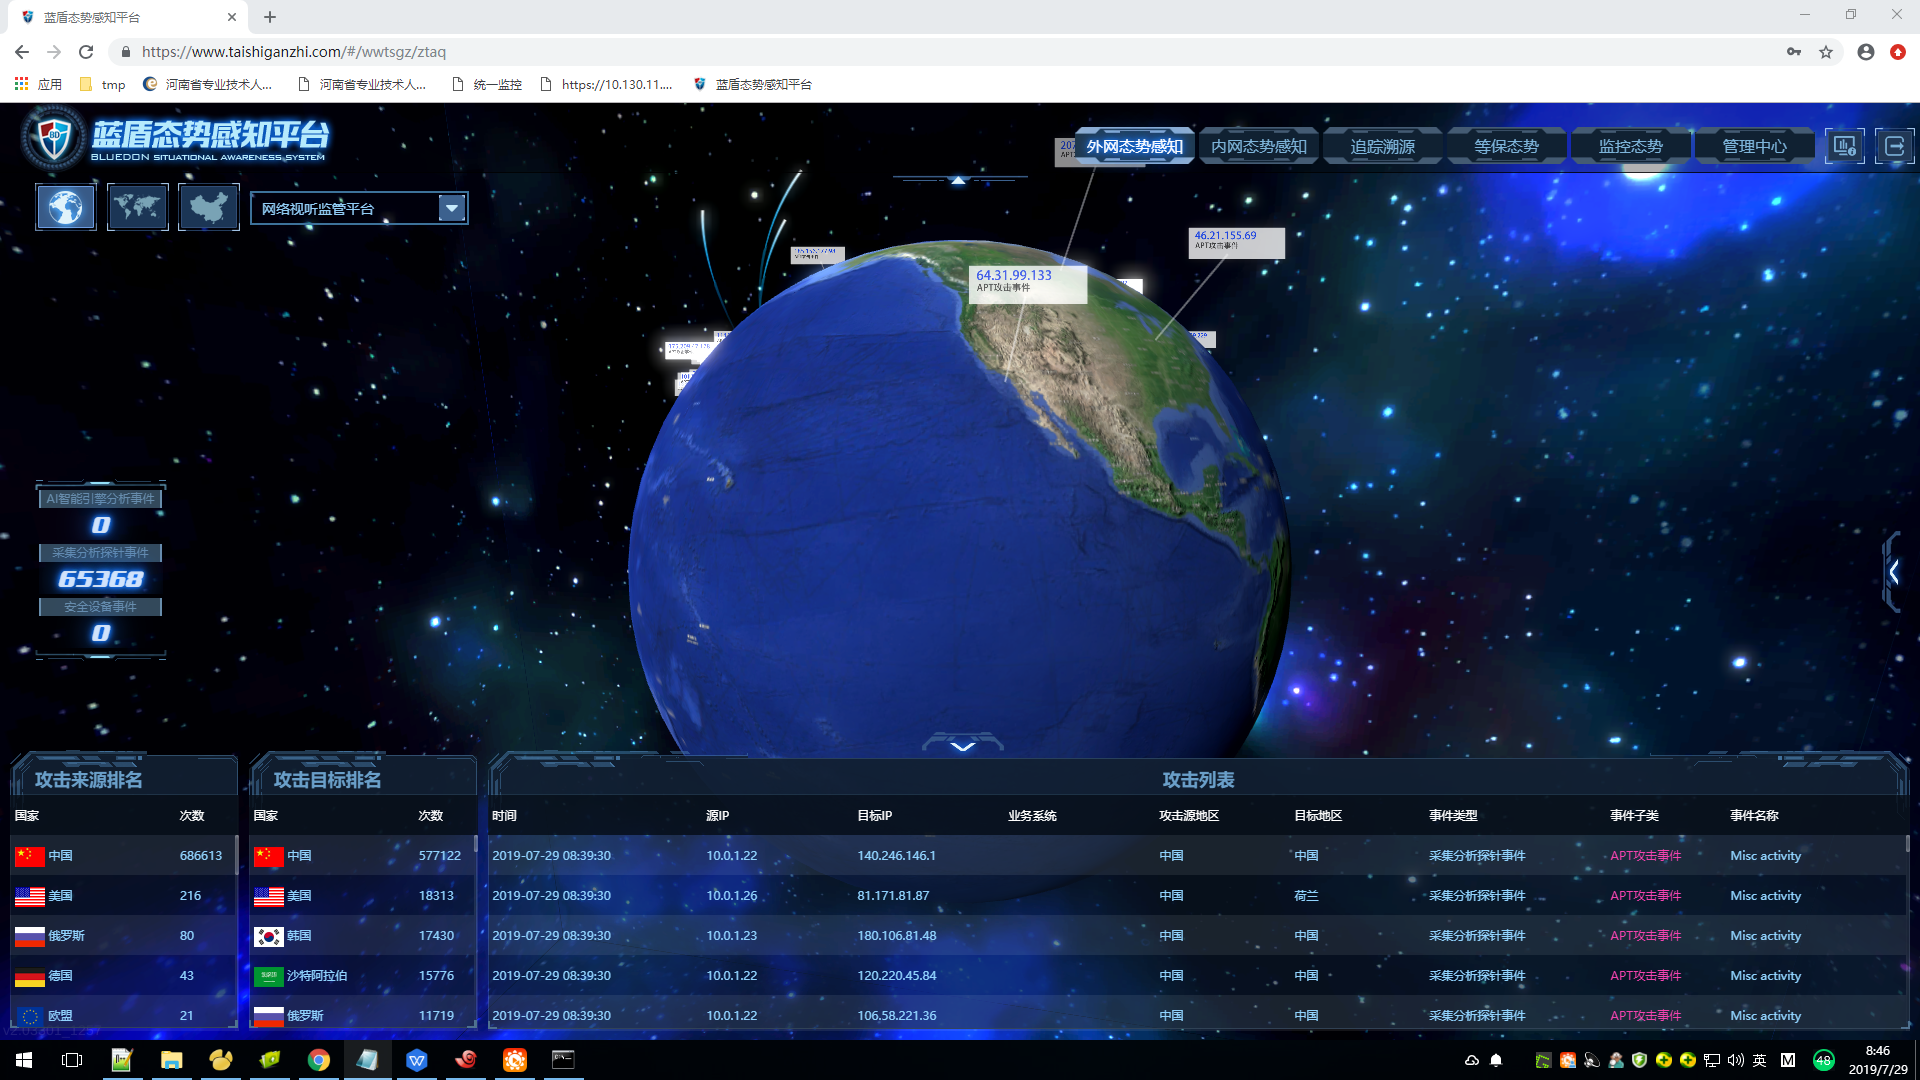 蓝盾态势感知平台
https://www.taishiganzhi.com/#/wwtsgz/ztaq
应用 tmp 河南省专业技术人... 河南省专业技术人... 统一监控 https://10.130.11.... 蓝盾态势感知平台
BD 蓝盾态势感知平台
BLUEDON SITUATIONAL AWARENESS SYSTEM
外网态势感知 内网态势感知 追踪溯源 等保态势 监控态势 管理中心
网络视听监管平台
46.21.155.69
APT攻击事件
64.31.99.133
APT攻击事件
AI智能引擎分析事件
0
采集分析探针事件
65368
安全设备事件
0
攻击来源排名
国家 次数
中国 686613
美国 216
俄罗斯 80
德国 43
欧盟 21
攻击目标排名
国家 次数
中国 577122
美国 18313
韩国 17430
沙特阿拉伯 15776
俄罗斯 11719
攻击列表
时间 源IP 目标IP 业务系统 攻击源地区 目标地区 事件类型 事件子类 事件名称
2019-07-29 08:39:30 10.0.1.22 140.246.146.1 中国 中国 采集分析探针事件 APT攻击事件 Misc activity
2019-07-29 08:39:30 10.0.1.26 81.171.81.87 中国 荷兰 采集分析探针事件 APT攻击事件 Misc activity
2019-07-29 08:39:30 10.0.1.23 180.106.81.48 中国 中国 采集分析探针事件 APT攻击事件 Misc activity
2019-07-29 08:39:30 10.0.1.22 120.220.45.84 中国 中国 采集分析探针事件 APT攻击事件 Misc activity
2019-07-29 08:39:30 10.0.1.22 106.58.221.36 中国 中国 采集分析探针事件 APT攻击事件 Misc activity
英 M 48 8:46
2019/7/29